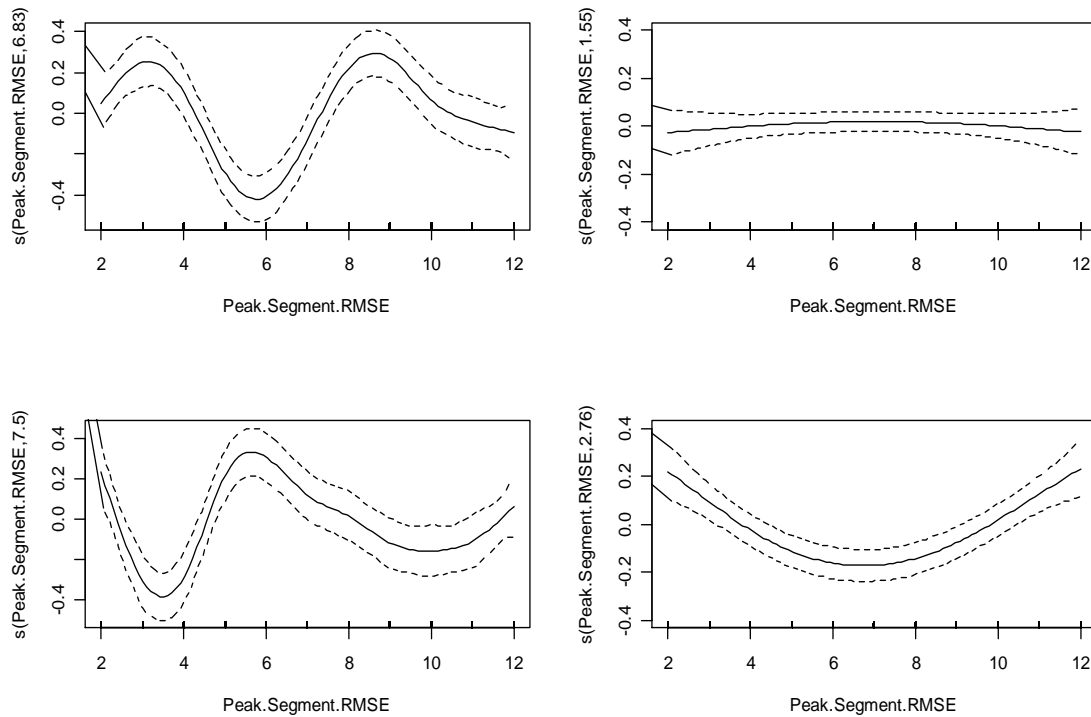 s(Peak.Segment.RMSE,6.83)
0.4
0.2
0.0
-0.4
2 4 6 8 10 12
Peak.Segment.RMSE
s(Peak.Segment.RMSE,1.55)
0.4
0.2
0.0
-0.2
-0.4
2 4 6 8 10 12
Peak.Segment.RMSE
s(Peak.Segment.RMSE,7.5)
0.4
0.2
0.0
-0.4
2 4 6 8 10 12
Peak.Segment.RMSE
s(Peak.Segment.RMSE,2.76)
0.4
0.2
0.0
-0.2
-0.4
2 4 6 8 10 12
Peak.Segment.RMSE